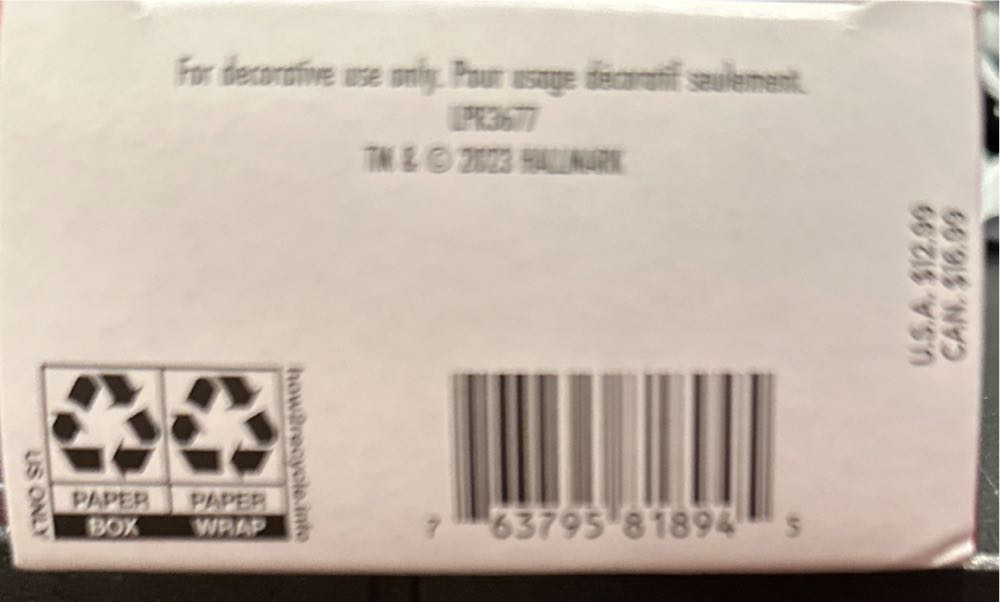 For decorative use only. Pour usage décoratif seulement.
LPR3677
TM & © 2023 HALLMARK
U.S.A. $12.99
CAN. $16.99
how2recycle.info
PAPER PAPER
BOX WRAP
US ONLY
7 63795 81894 5